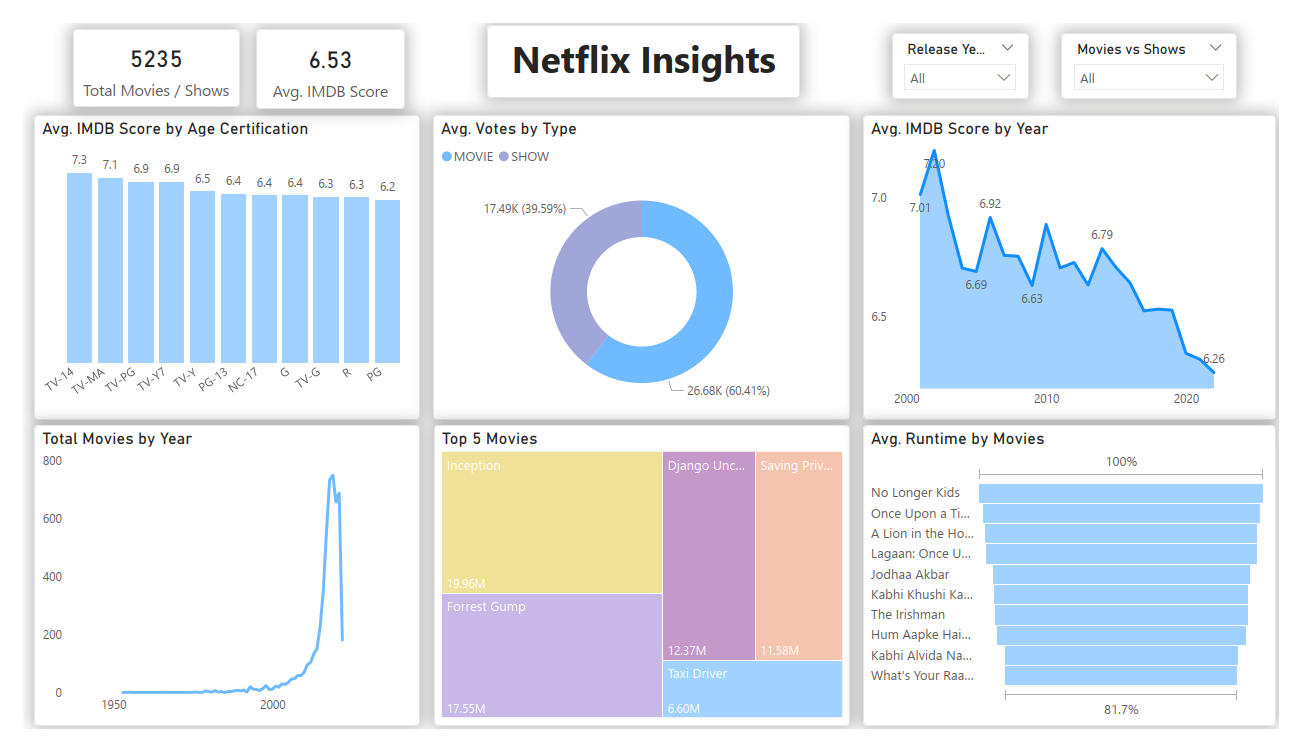 5235
Total Movies / Shows
6.53
Avg. IMDB Score
Netflix Insights
Release Ye...
All
Movies vs Shows
All
Avg. IMDB Score by Age Certification
7.3 7.1 6.9 6.9 6.5 6.4 6.4 6.4 6.3 6.3 6.2
TV-14 TV-MA TV-PG TV-Y7 TV-Y PG-13 NC-17 G TV-G R PG
Avg. Votes by Type
MOVIE SHOW
17.49K (39.59%)
26.68K (60.41%)
Avg. IMDB Score by Year
7.20
7.0
7.01
6.92
6.79
6.69
6.63
6.5
6.26
2000 2010 2020
Total Movies by Year
800
600
400
200
0
1950 2000
Top 5 Movies
Inception
19.96M
Forrest Gump
17.55M
Django Unc...
12.37M
Saving Priv...
11.58M
Taxi Driver
6.60M
Avg. Runtime by Movies
100%
No Longer Kids
Once Upon a Ti...
A Lion in the Ho...
Lagaan: Once U...
Jodhaa Akbar
Kabhi Khushi Ka...
The Irishman
Hum Aapke Hai...
Kabhi Alvida Na...
What's Your Raa...
81.7%